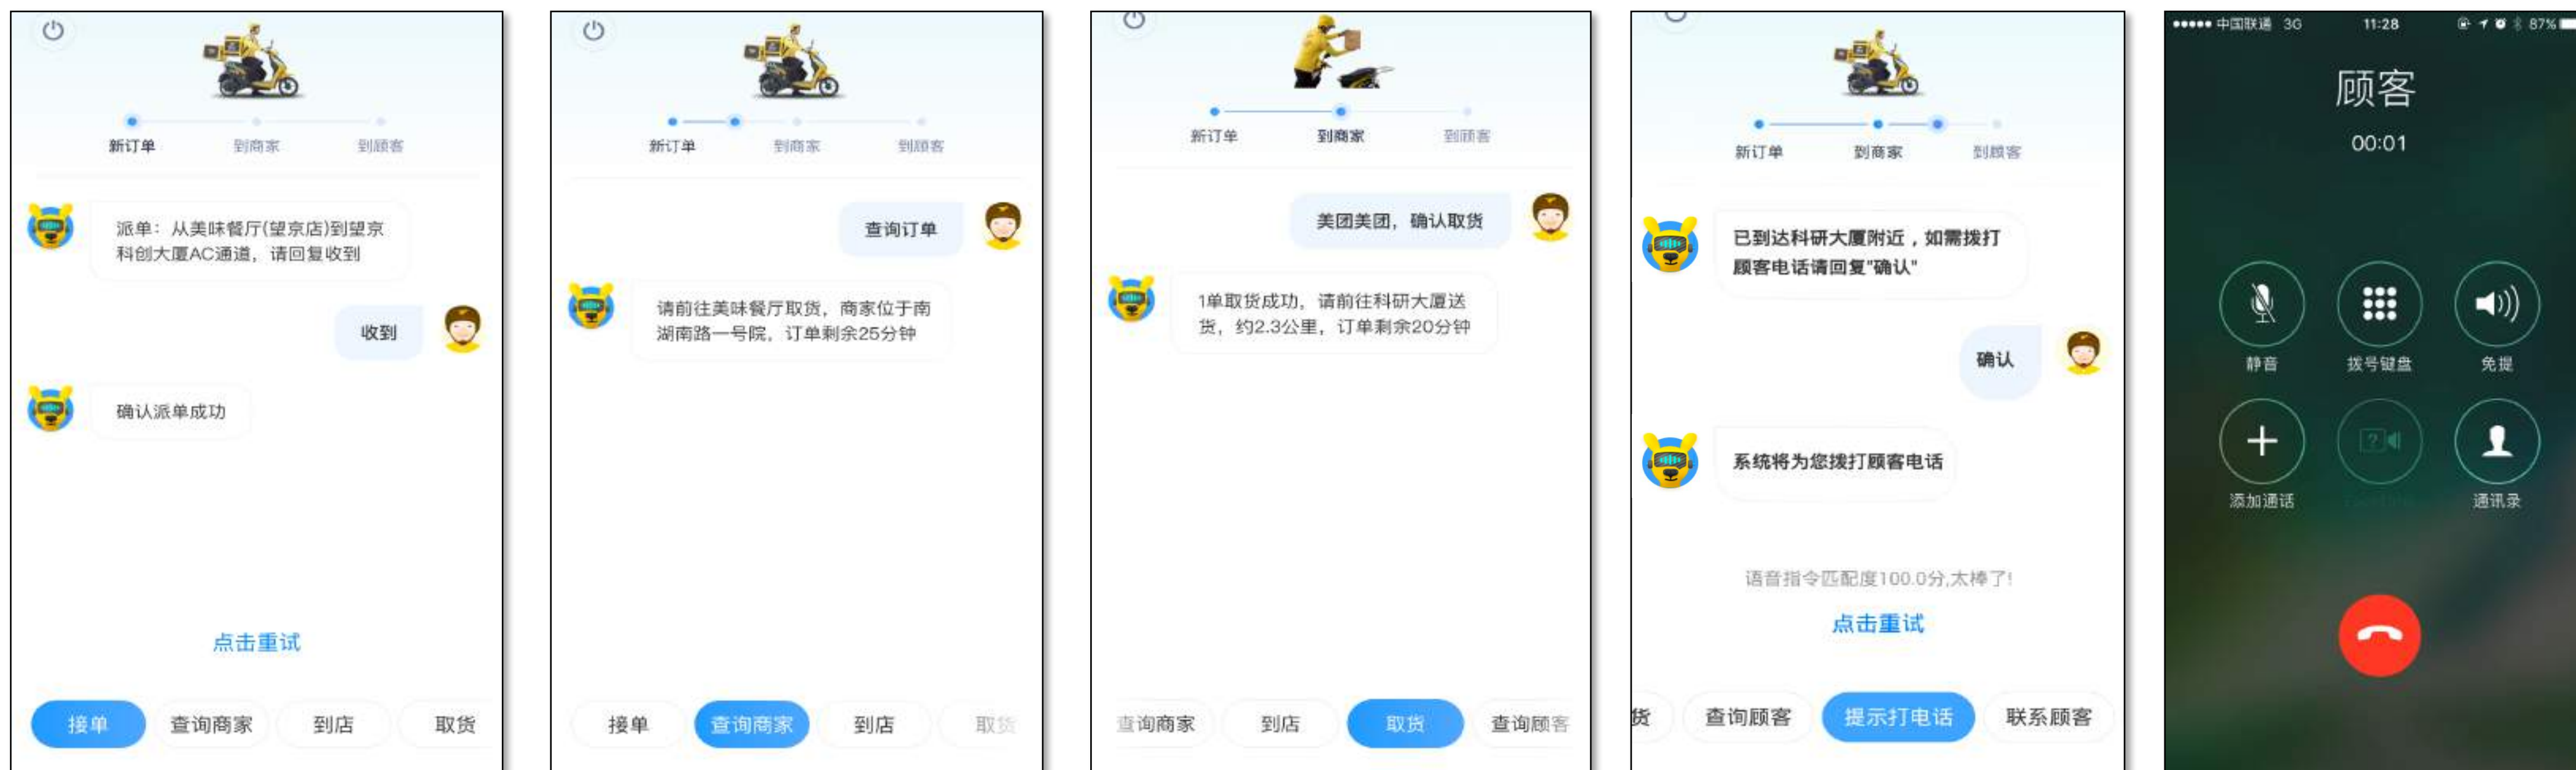 新订单
到商家
到顾客
派单：从美味餐厅(望京店)到望京
科创大厦AC通道，请回复收到
收到
确认派单成功
点击重试
接单
查询商家
到店
取货
新订单
到商家
到顾客
查询订单
请前往美味餐厅取货，商家位于南
湖南路一号院，订单剩余25分钟
接单
查询商家
到店
取货
新订单
到商家
到顾客
美团美团，确认取货
1单取货成功，请前往科研大厦送
货，约2.3公里，订单剩余20分钟
查询商家
到店
取货
查询顾客
新订单
到商家
到顾客
已到达科研大厦附近，如需拨打
顾客电话请回复"确认"
确认
系统将为您拨打顾客电话
语音指令匹配度100.0分,太棒了!
点击重试
货
查询顾客
提示打电话
联系顾客
中国联通 3G
11:28
87%
顾客
00:01
静音
拨号键盘
免提
添加通话
通讯录